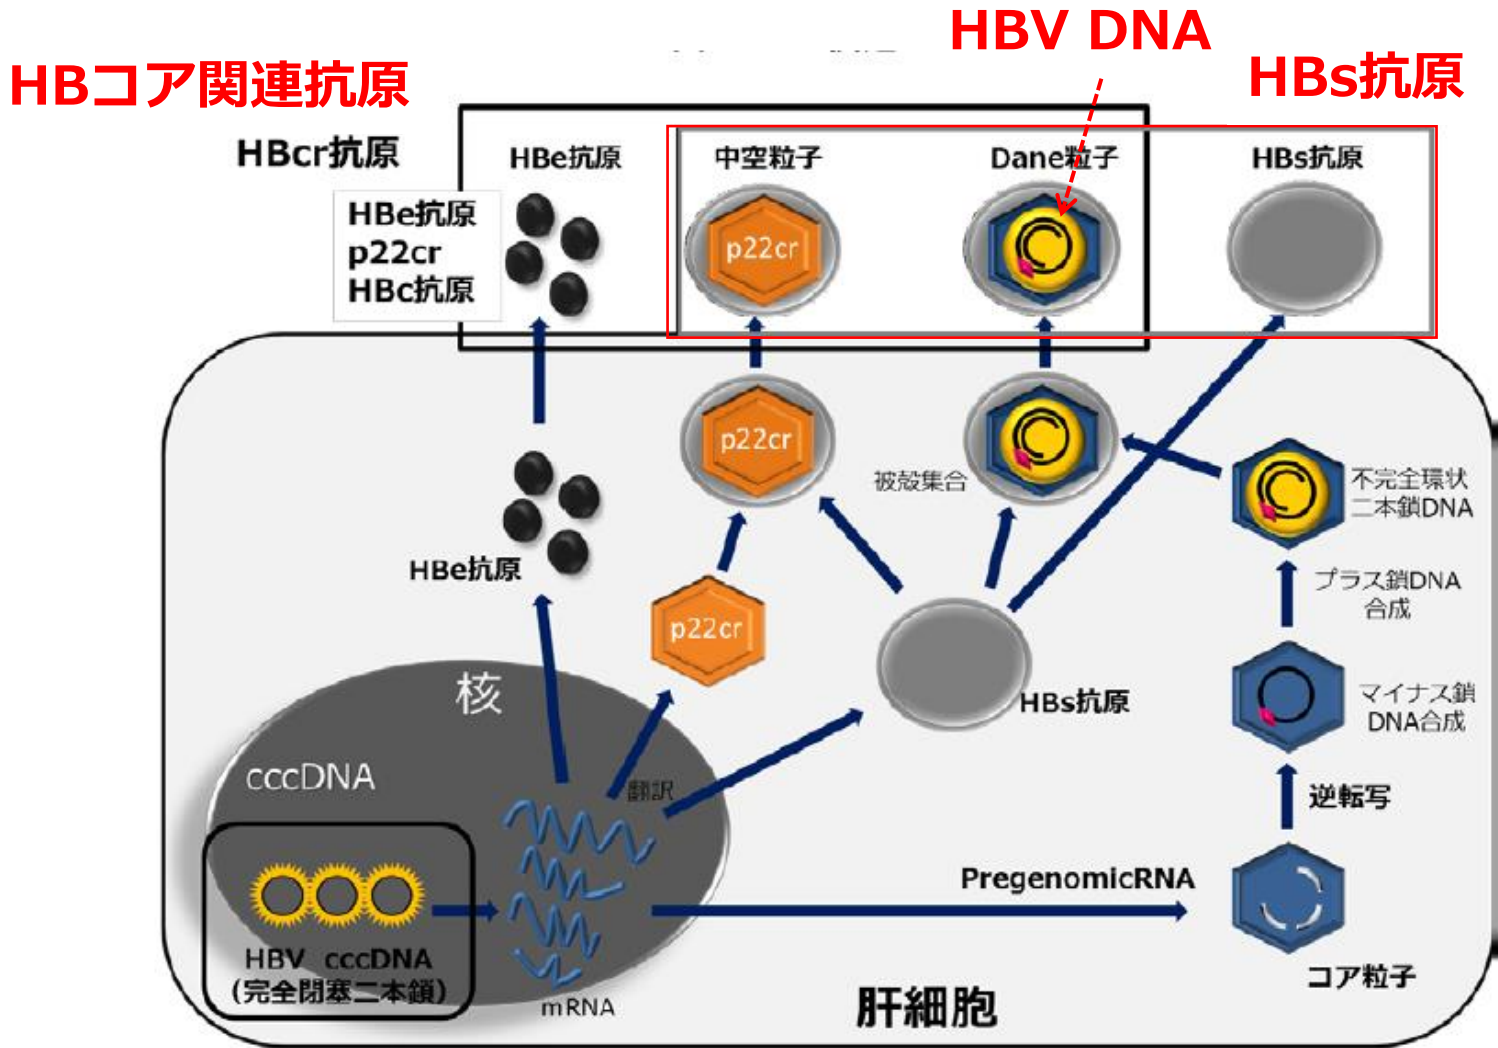 HBV DNA
HBコア関連抗原
HBs抗原
HBcr抗原
HBe抗原
中空粒子
Dane粒子
HBs抗原
HBe抗原
p22cr
HBc抗原
p22cr
p22cr
被殻集合
不完全環状
二本鎖DNA
HBe抗原
プラス鎖DNA
合成
p22cr
核
HBs抗原
マイナス鎖
DNA合成
cccDNA
翻訳
逆転写
PregenomicRNA
HBV cccDNA
（完全閉塞二本鎖）
mRNA
コア粒子
肝細胞